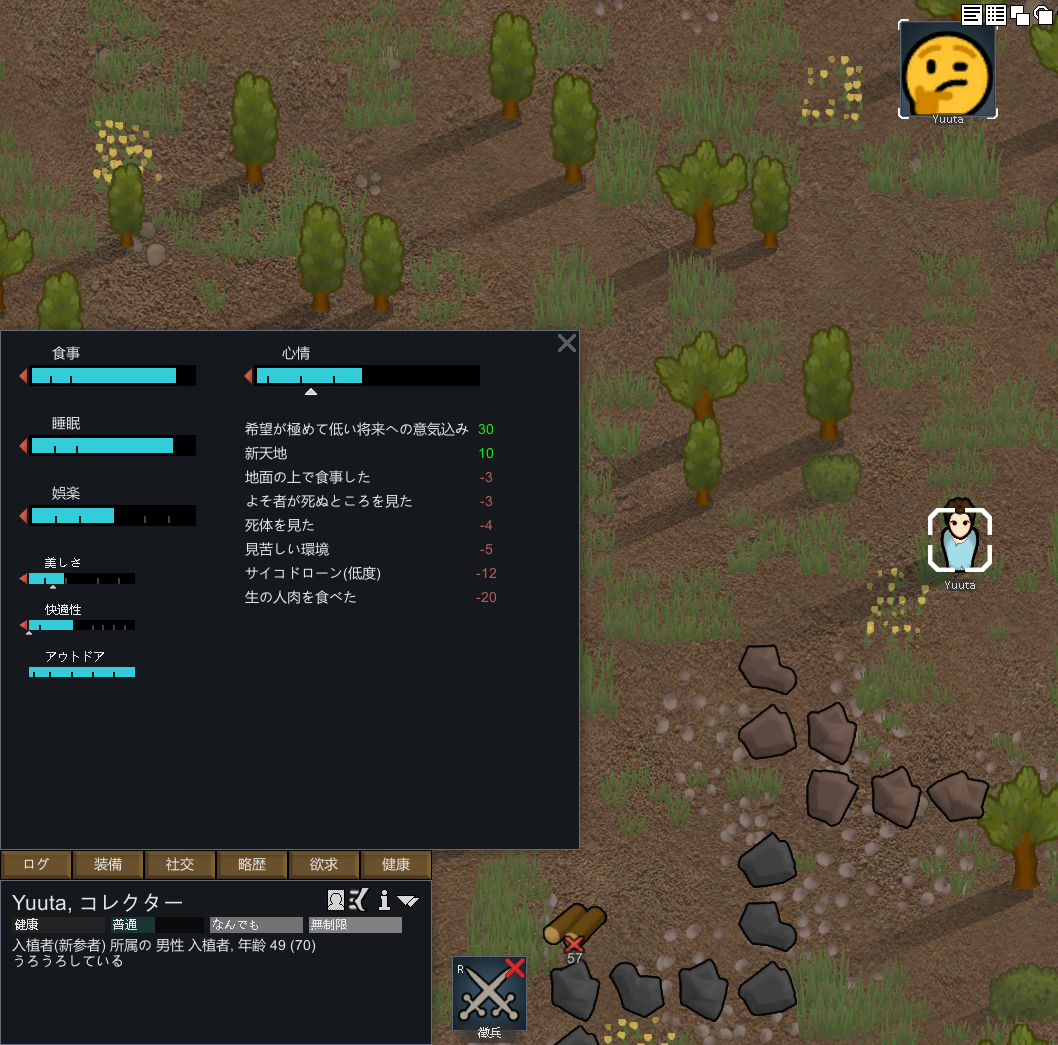 Yuuta
食事
心情
希望が極めて低い将来への意気込み 30
睡眠
新天地 10
地面の上で食事した -3
娯楽
よそ者が死ぬところを見た -3
死体を見た -4
美しさ
見苦しい環境 -5
サイコドローン(低度) -12
快適性
生の人肉を食べた -20
アウトドア
Yuuta
ログ 装備 社交 略歴 欲求 健康
Yuuta, コレクター
健康 普通 なんでも 無制限
入植者(新参者) 所属の 男性 入植者, 年齢 49 (70)
うろうろしている
57
R
徴兵